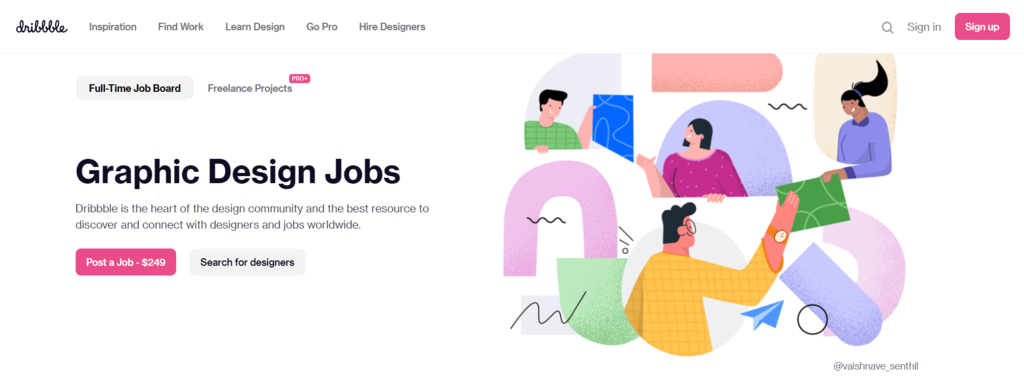 dribbble
Inspiration Find Work Learn Design Go Pro Hire Designers
Sign in Sign up
Full-Time Job Board Freelance Projects PRO+
Graphic Design Jobs
Dribbble is the heart of the design community and the best resource to
discover and connect with designers and jobs worldwide.
Post a Job - $249 Search for designers
@vaishnave_senthil